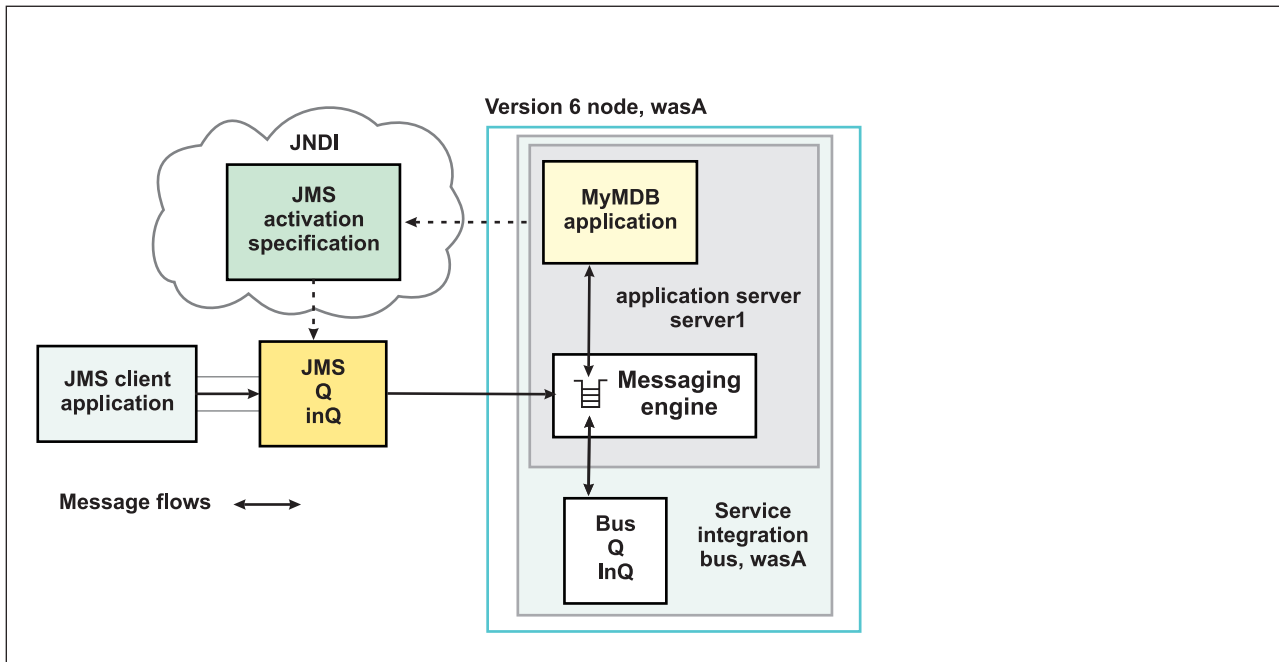 Version 6 node, wasA
JNDI
JMS
activation
specification
MyMDB
application
application server
server1
JMS client
application
JMS
Q
inQ
Messaging
engine
Message flows
Bus
Q
InQ
Service
integration
bus, wasA